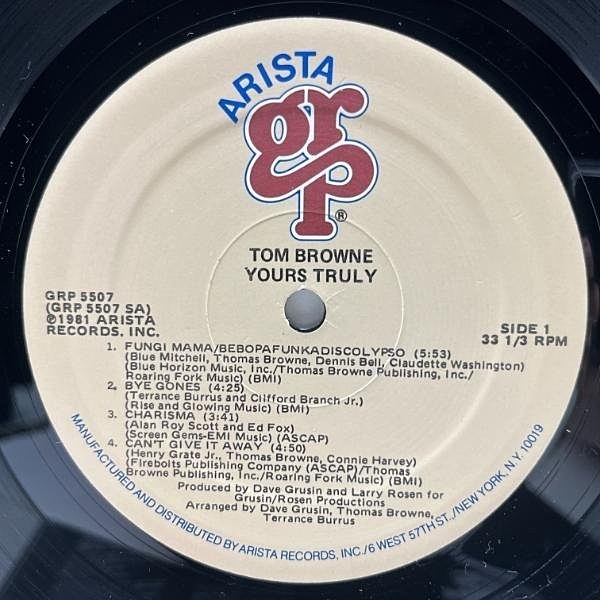 ARISTA
grp®
TOM BROWNE
YOURS TRULY
GRP 5507
(GRP 5507 SA)
℗1981 ARISTA
RECORDS, INC.
SIDE 1
33 1/3 RPM
1. FUNGI MAMA/BEBOPAFUNKADISCOLYPSO (5:53)
(Blue Mitchell, Thomas Browne, Dennis Bell, Claudette Washington)
(Blue Horizon Music, Inc./Thomas Browne Publishing, Inc./
Roaring Fork Music) (BMI)
2. BYE GONES (4:25)
(Terrance Burrus and Clifford Branch Jr.)
(Rise and Glowing Music) (BMI)
3. CHARISMA (3:41)
(Alan Roy Scott and Ed Fox)
(Screen Gems-EMI Music) (ASCAP)
4. CAN'T GIVE IT AWAY (4:50)
(Henry Grate Jr., Thomas Browne, Connie Harvey)
(Firebolts Publishing Company (ASCAP)/Thomas
Browne Publishing, Inc./Roaring Fork Music) (BMI)
Produced by Dave Grusin and Larry Rosen for
Grusin/Rosen Productions
Arranged by Dave Grusin, Thomas Browne,
Terrance Burrus
MANUFACTURED AND DISTRIBUTED BY ARISTA RECORDS, INC./6 WEST 57TH ST./NEW YORK, N.Y. 10019